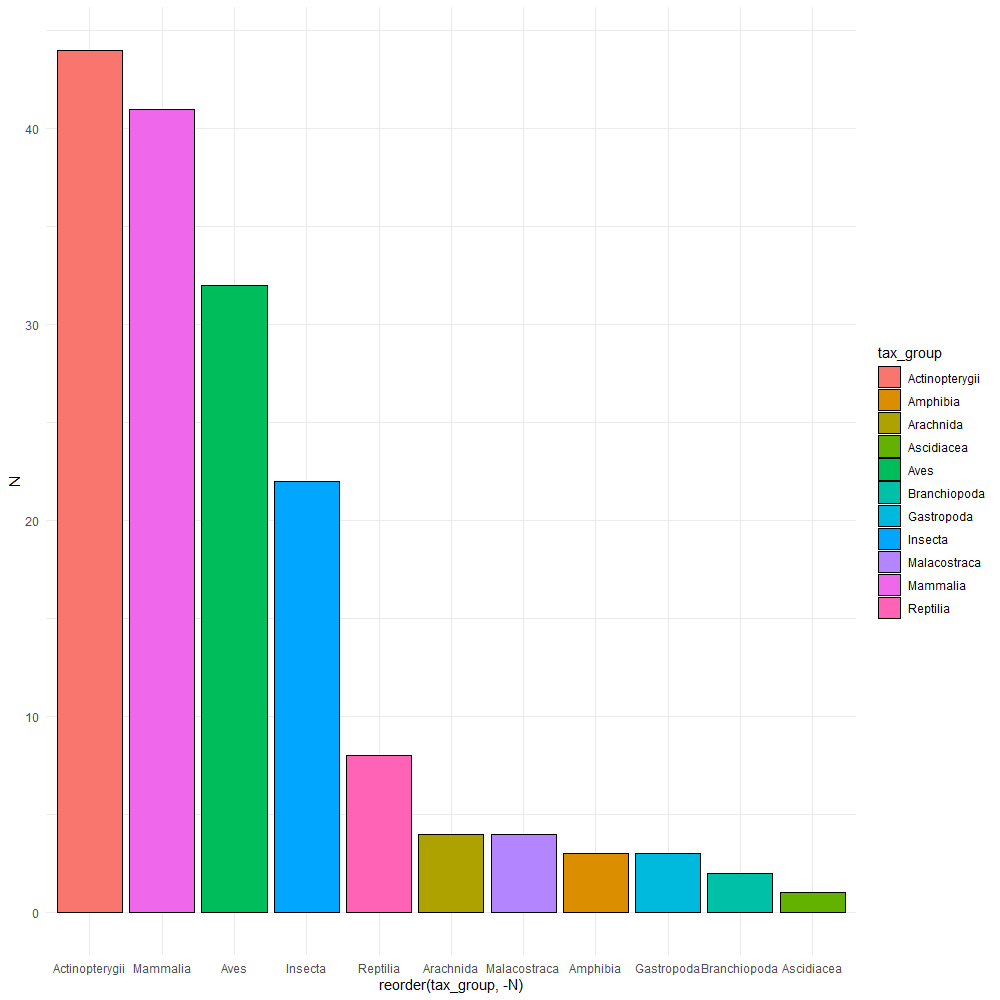 N
40
30
20
10
0
Actinopterygii Mammalia Aves Insecta Reptilia Arachnida Malacostraca Amphibia Gastropoda Branchiopoda Ascidiacea
reorder(tax_group, -N)
tax_group
Actinopterygii
Amphibia
Arachnida
Ascidiacea
Aves
Branchiopoda
Gastropoda
Insecta
Malacostraca
Mammalia
Reptilia